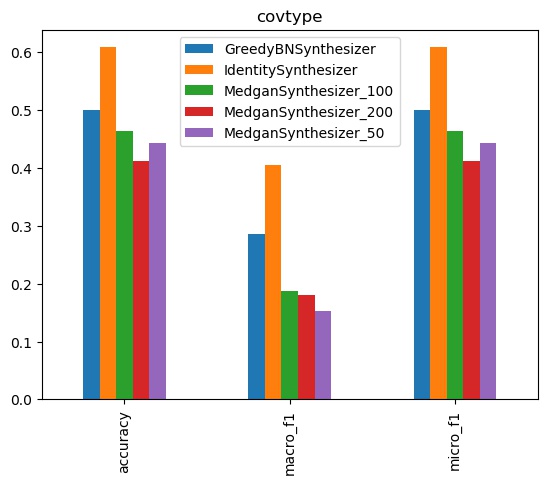 covtype
GreedyBNSynthesizer
IdentitySynthesizer
MedganSynthesizer_100
MedganSynthesizer_200
MedganSynthesizer_50
0.6
0.5
0.4
0.3
0.2
0.1
0.0
accuracy
macro_f1
micro_f1